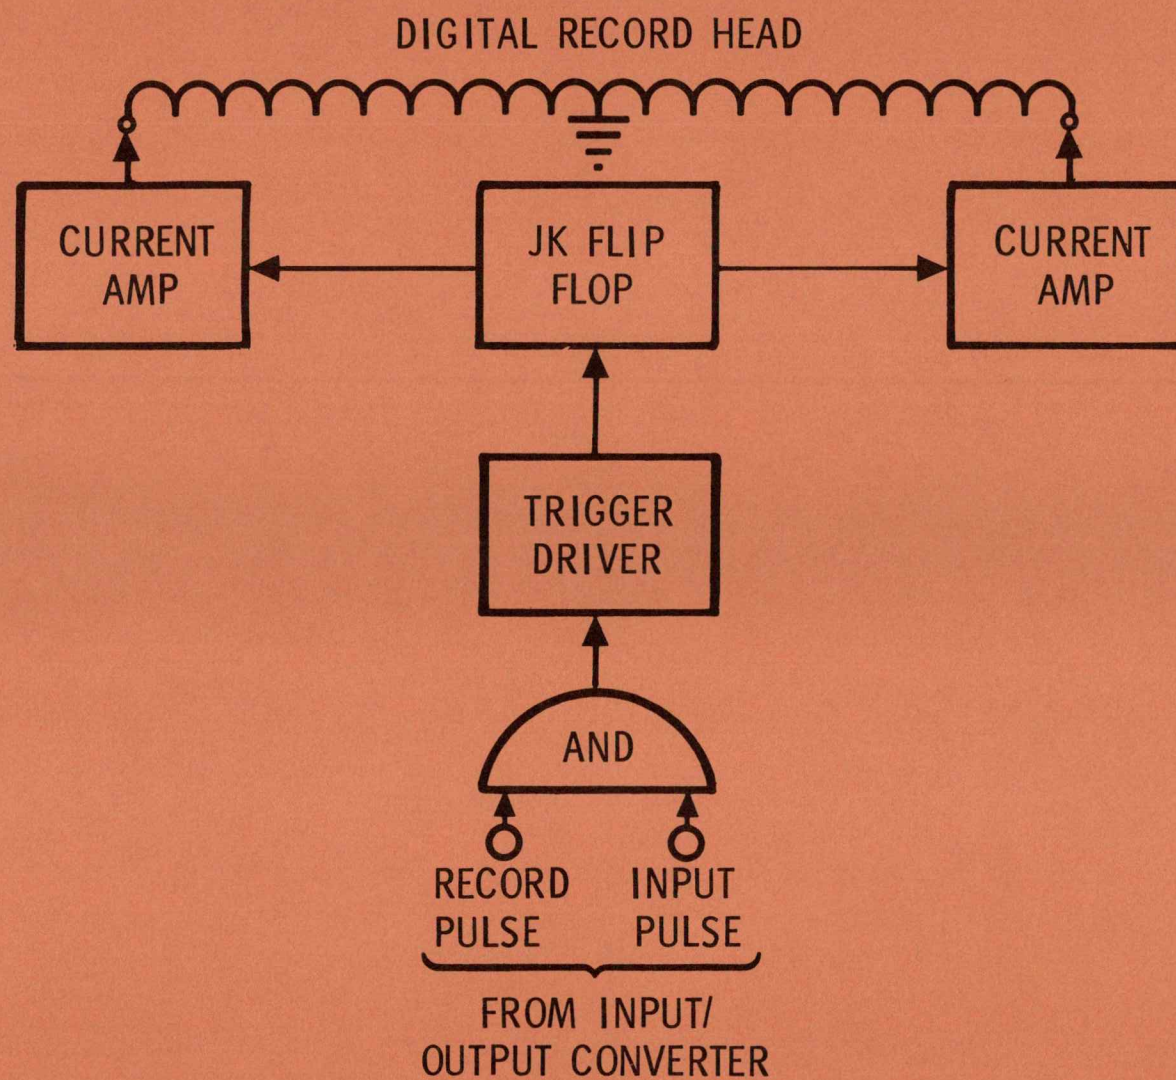 DIGITAL RECORD HEAD
CURRENT
AMP
JK FLIP
FLOP
CURRENT
AMP
TRIGGER
DRIVER
AND
RECORD
PULSE
INPUT
PULSE
FROM INPUT/
OUTPUT CONVERTER